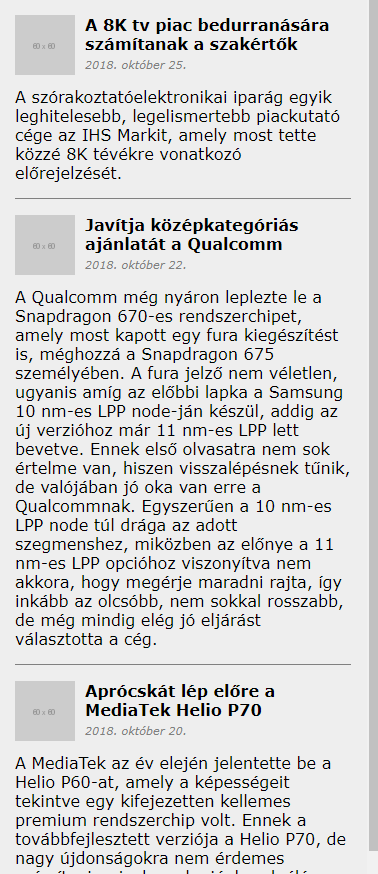 60 x 60
A 8K tv piac bedurranására
számítanak a szakértők
2018. október 25.
A szórakoztatóelektronikai iparág egyik
leghitelesebb, legelismertebb piackutató
cége az IHS Markit, amely most tette
közzé 8K tévékre vonatkozó
előrejelzését.
60 x 60
Javítja középkategóriás
ajánlatát a Qualcomm
2018. október 22.
A Qualcomm még nyáron leplezte le a
Snapdragon 670-es rendszerchipet,
amely most kapott egy fura kiegészítést
is, méghozzá a Snapdragon 675
személyében. A fura jelző nem véletlen,
ugyanis amíg az előbbi lapka a Samsung
10 nm-es LPP node-ján készül, addig az
új verzióhoz már 11 nm-es LPP lett
bevetve. Ennek első olvasatra nem sok
értelme van, hiszen visszalépésnek tűnik,
de valójában jó oka van erre a
Qualcommnak. Egyszerűen a 10 nm-es
LPP node túl drága az adott
szegmenshez, miközben az előnye a 11
nm-es LPP opcióhoz viszonyítva nem
akkora, hogy megérje maradni rajta, így
inkább az olcsóbb, nem sokkal rosszabb,
de még mindig elég jó eljárást
választotta a cég.
60 x 60
Aprócskát lép előre a
MediaTek Helio P70
2018. október 20.
A MediaTek az év elején jelentette be a
Helio P60-at, amely a képességeit
tekintve egy kifejezetten kellemes
premium rendszerchip volt. Ennek a
továbbfejlesztett verziója a Helio P70, de
nagy újdonságokra nem érdemes